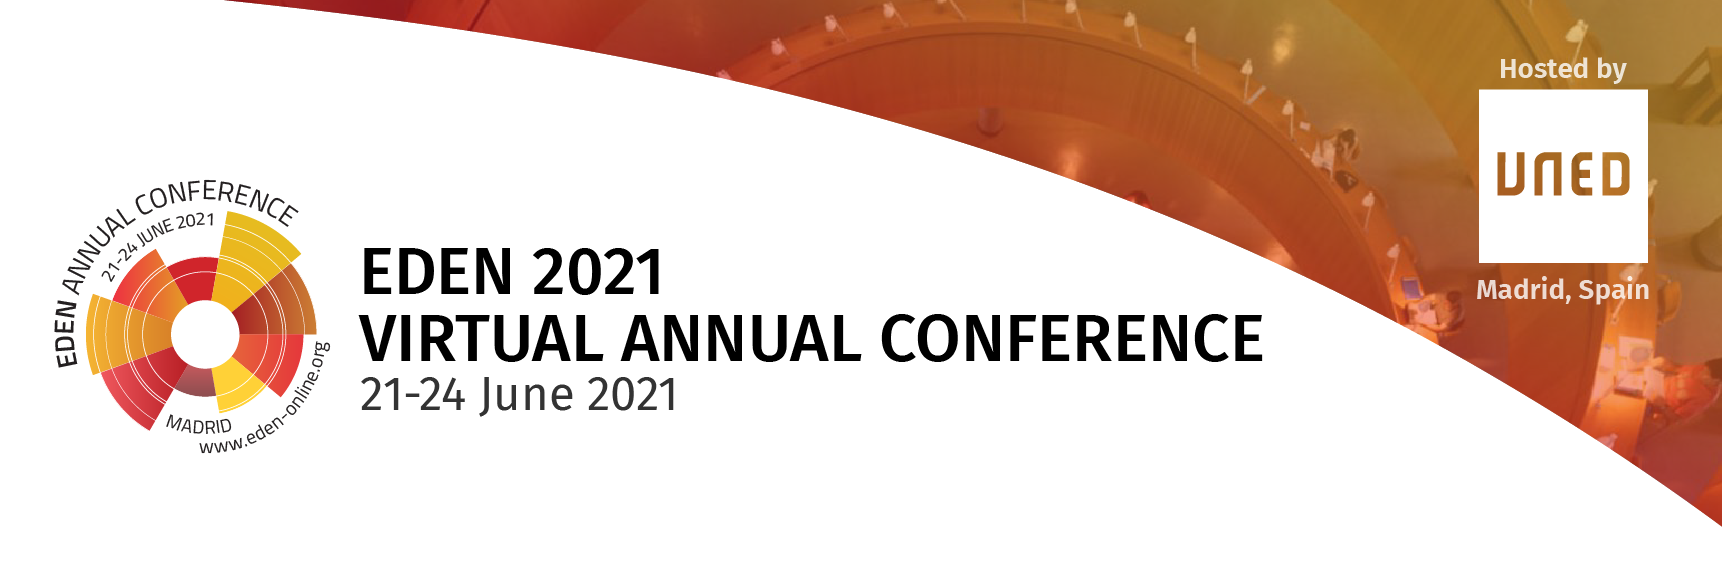 EDEN ANNUAL CONFERENCE
21-24 JUNE 2021
MADRID
www.eden-online.org
EDEN 2021
VIRTUAL ANNUAL CONFERENCE
21-24 June 2021
Hosted by
UNED
Madrid, Spain